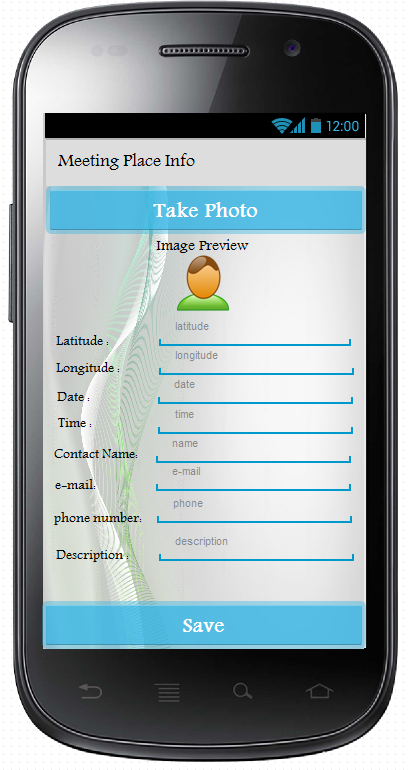 12:00
Meeting Place Info
Take Photo
Image Preview
latitude
Latitude :
longitude
Longitude :
date
Date :
time
Time :
name
Contact Name:
e-mail
e-mail:
phone
phone number:
description
Description :
Save